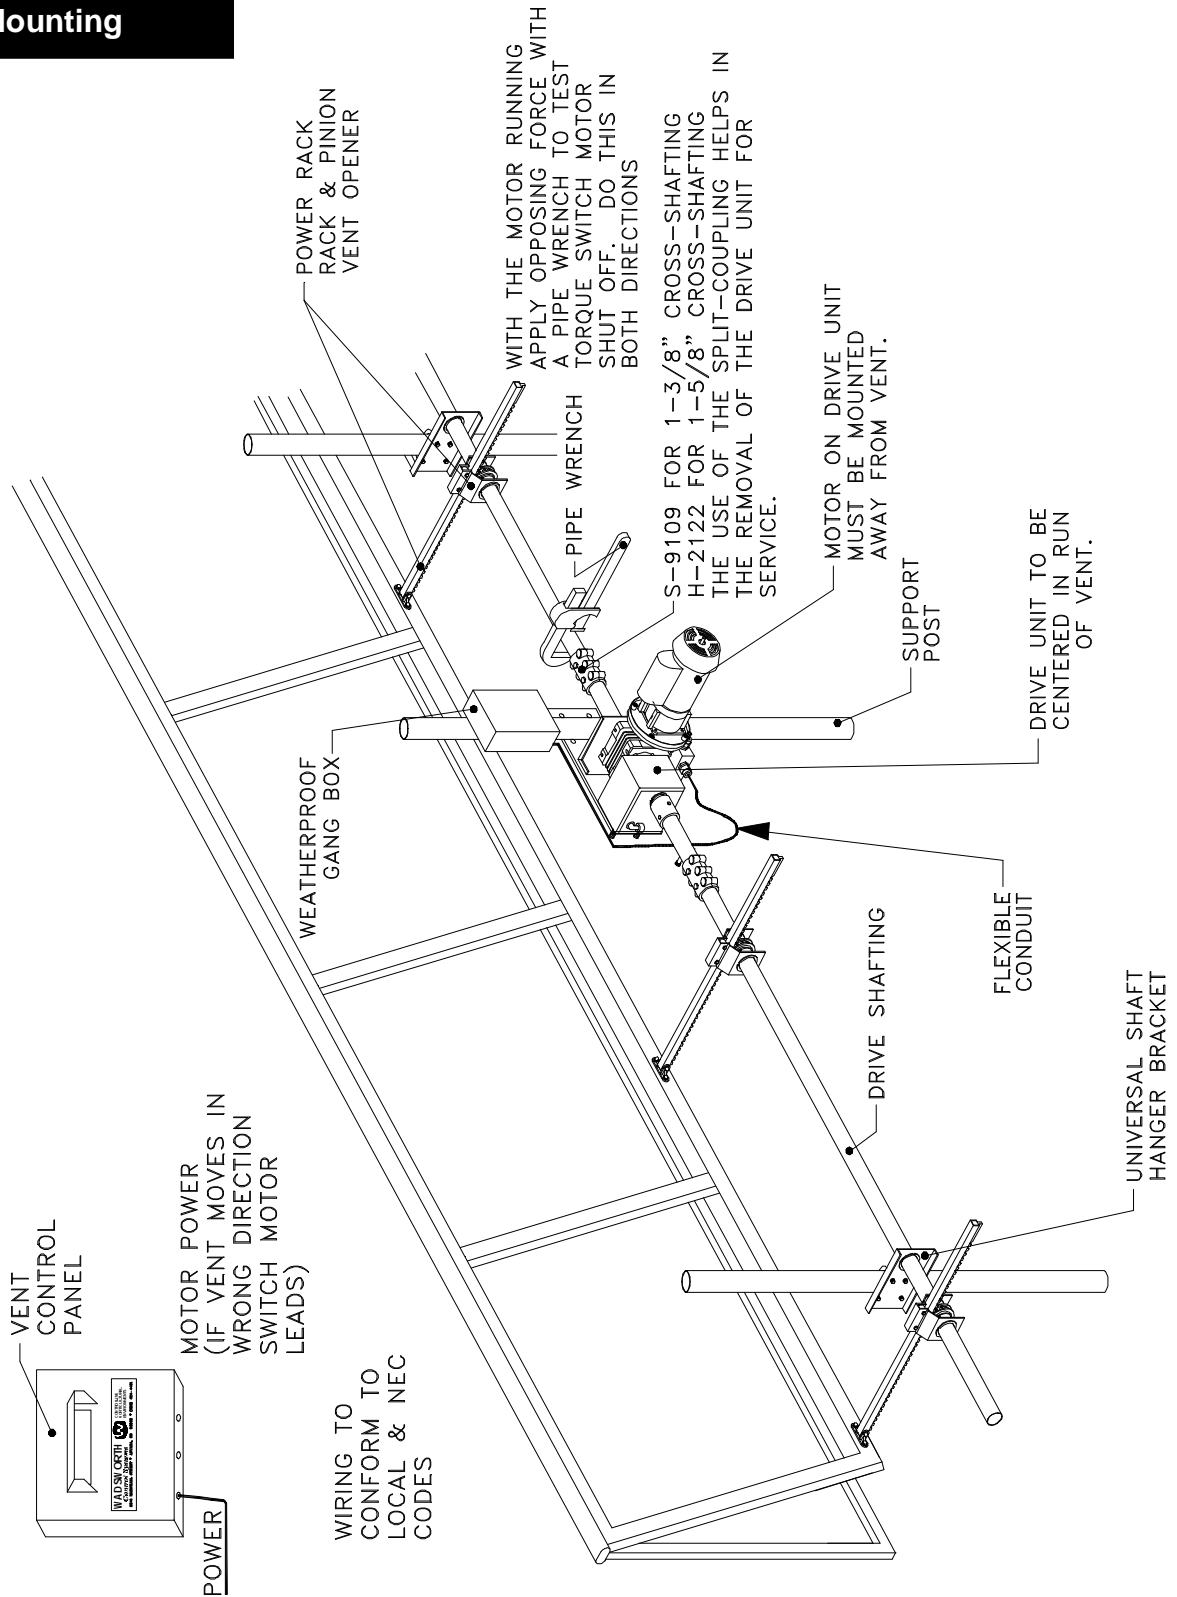 Mounting
POWER RACK
RACK & PINION
VENT OPENER
WITH THE MOTOR RUNNING
APPLY OPPOSING FORCE WITH
A PIPE WRENCH TO TEST
TORQUE SWITCH MOTOR
SHUT OFF. DO THIS IN
BOTH DIRECTIONS
PIPE WRENCH
S-9109 FOR 1-3/8" CROSS-SHAFTING
H-2122 FOR 1-5/8" CROSS-SHAFTING
THE USE OF THE SPLIT-COUPLING HELPS IN
THE REMOVAL OF THE DRIVE UNIT FOR
SERVICE.
MOTOR ON DRIVE UNIT
MUST BE MOUNTED
AWAY FROM VENT.
SUPPORT
POST
DRIVE UNIT TO BE
CENTERED IN RUN
OF VENT.
WEATHERPROOF
GANG BOX
FLEXIBLE
CONDUIT
DRIVE SHAFTING
UNIVERSAL SHAFT
HANGER BRACKET
VENT
CONTROL
PANEL
MOTOR POWER
(IF VENT MOVES IN
WRONG DIRECTION
SWITCH MOTOR
LEADS)
WIRING TO
CONFORM TO
LOCAL & NEC
CODES
POWER
WADSWORTH
Control Systems